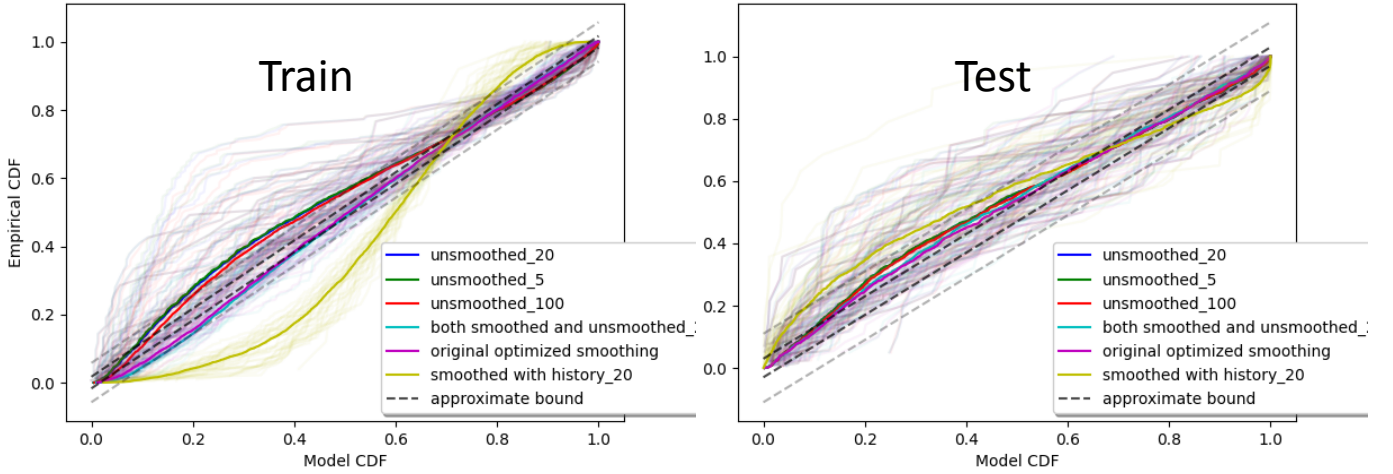 Train
Empirical CDF
1.0
0.8
0.6
0.4
0.2
0.0
unsmoothed_20
unsmoothed_5
unsmoothed_100
both smoothed and unsmoothed_
original optimized smoothing
smoothed with history_20
approximate bound
0.0 0.2 0.4 0.6 0.8 1.0
Model CDF
Test
1.0
0.8
0.6
0.4
0.2
0.0
unsmoothed_20
unsmoothed_5
unsmoothed_100
both smoothed and unsmoothed_
original optimized smoothing
smoothed with history_20
approximate bound
0.0 0.2 0.4 0.6 0.8 1.0
Model CDF